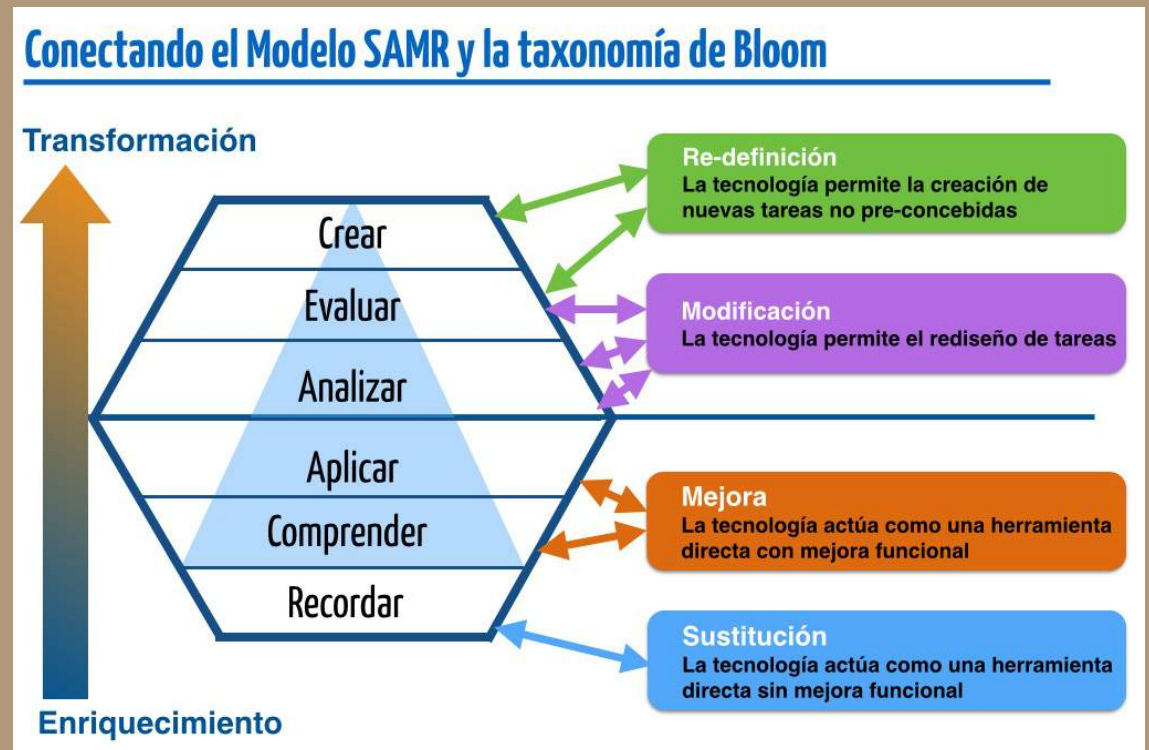 Conectando el Modelo SAMR y la taxonomía de Bloom
Transformación
Crear
Evaluar
Analizar
Aplicar
Comprender
Recordar
Enriquecimiento
Re-definición
La tecnología permite la creación de
nuevas tareas no pre-concebidas
Modificación
La tecnología permite el rediseño de tareas
Mejora
La tecnología actúa como una herramienta
directa con mejora funcional
Sustitución
La tecnología actúa como una herramienta
directa sin mejora funcional